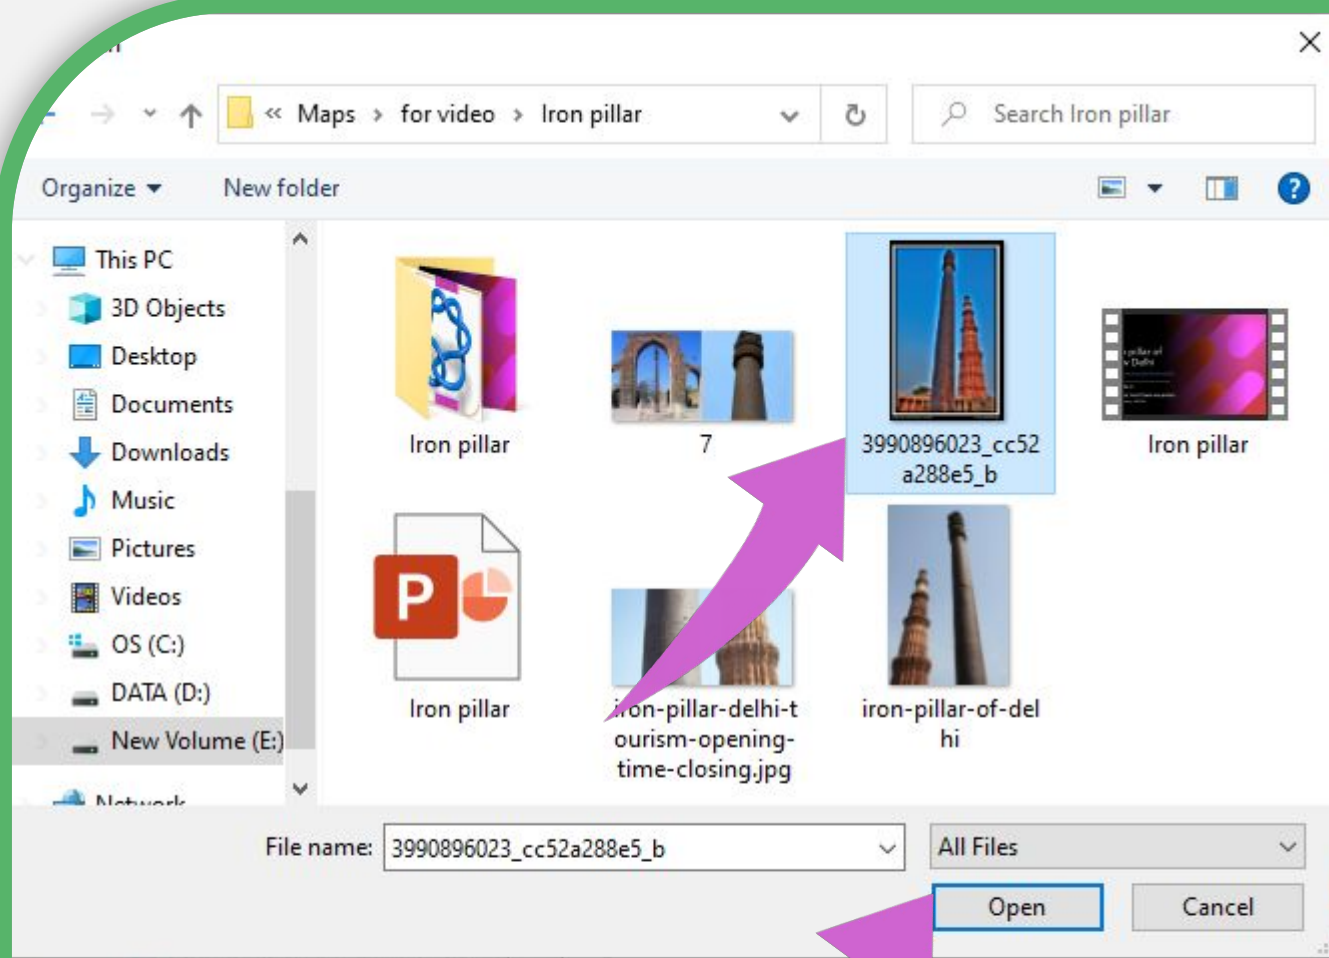 « Maps > for video > Iron pillar
Search Iron pillar
Organize
New folder
This PC
3D Objects
Desktop
Documents
Downloads
Music
Pictures
Videos
OS (C:)
DATA (D:)
New Volume (E:)
Network
Iron pillar
7
3990896023_cc52
a288e5_b
Iron pillar
Iron pillar
iron-pillar-delhi-t
ourism-opening-
time-closing.jpg
iron-pillar-of-del
hi
File name:
3990896023_cc52a288e5_b
All Files
Open
Cancel